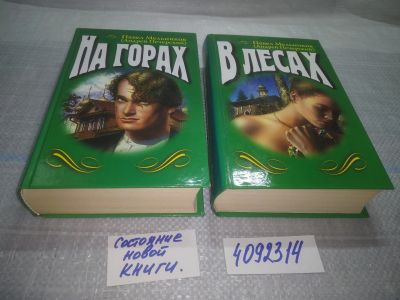 Павел Мельников
(Андрей Печерский)
НА ГОРАХ
Павел Мельников
(Андрей Печерский)
В ЛЕСАХ
Состояние
новой
книги.
4092314